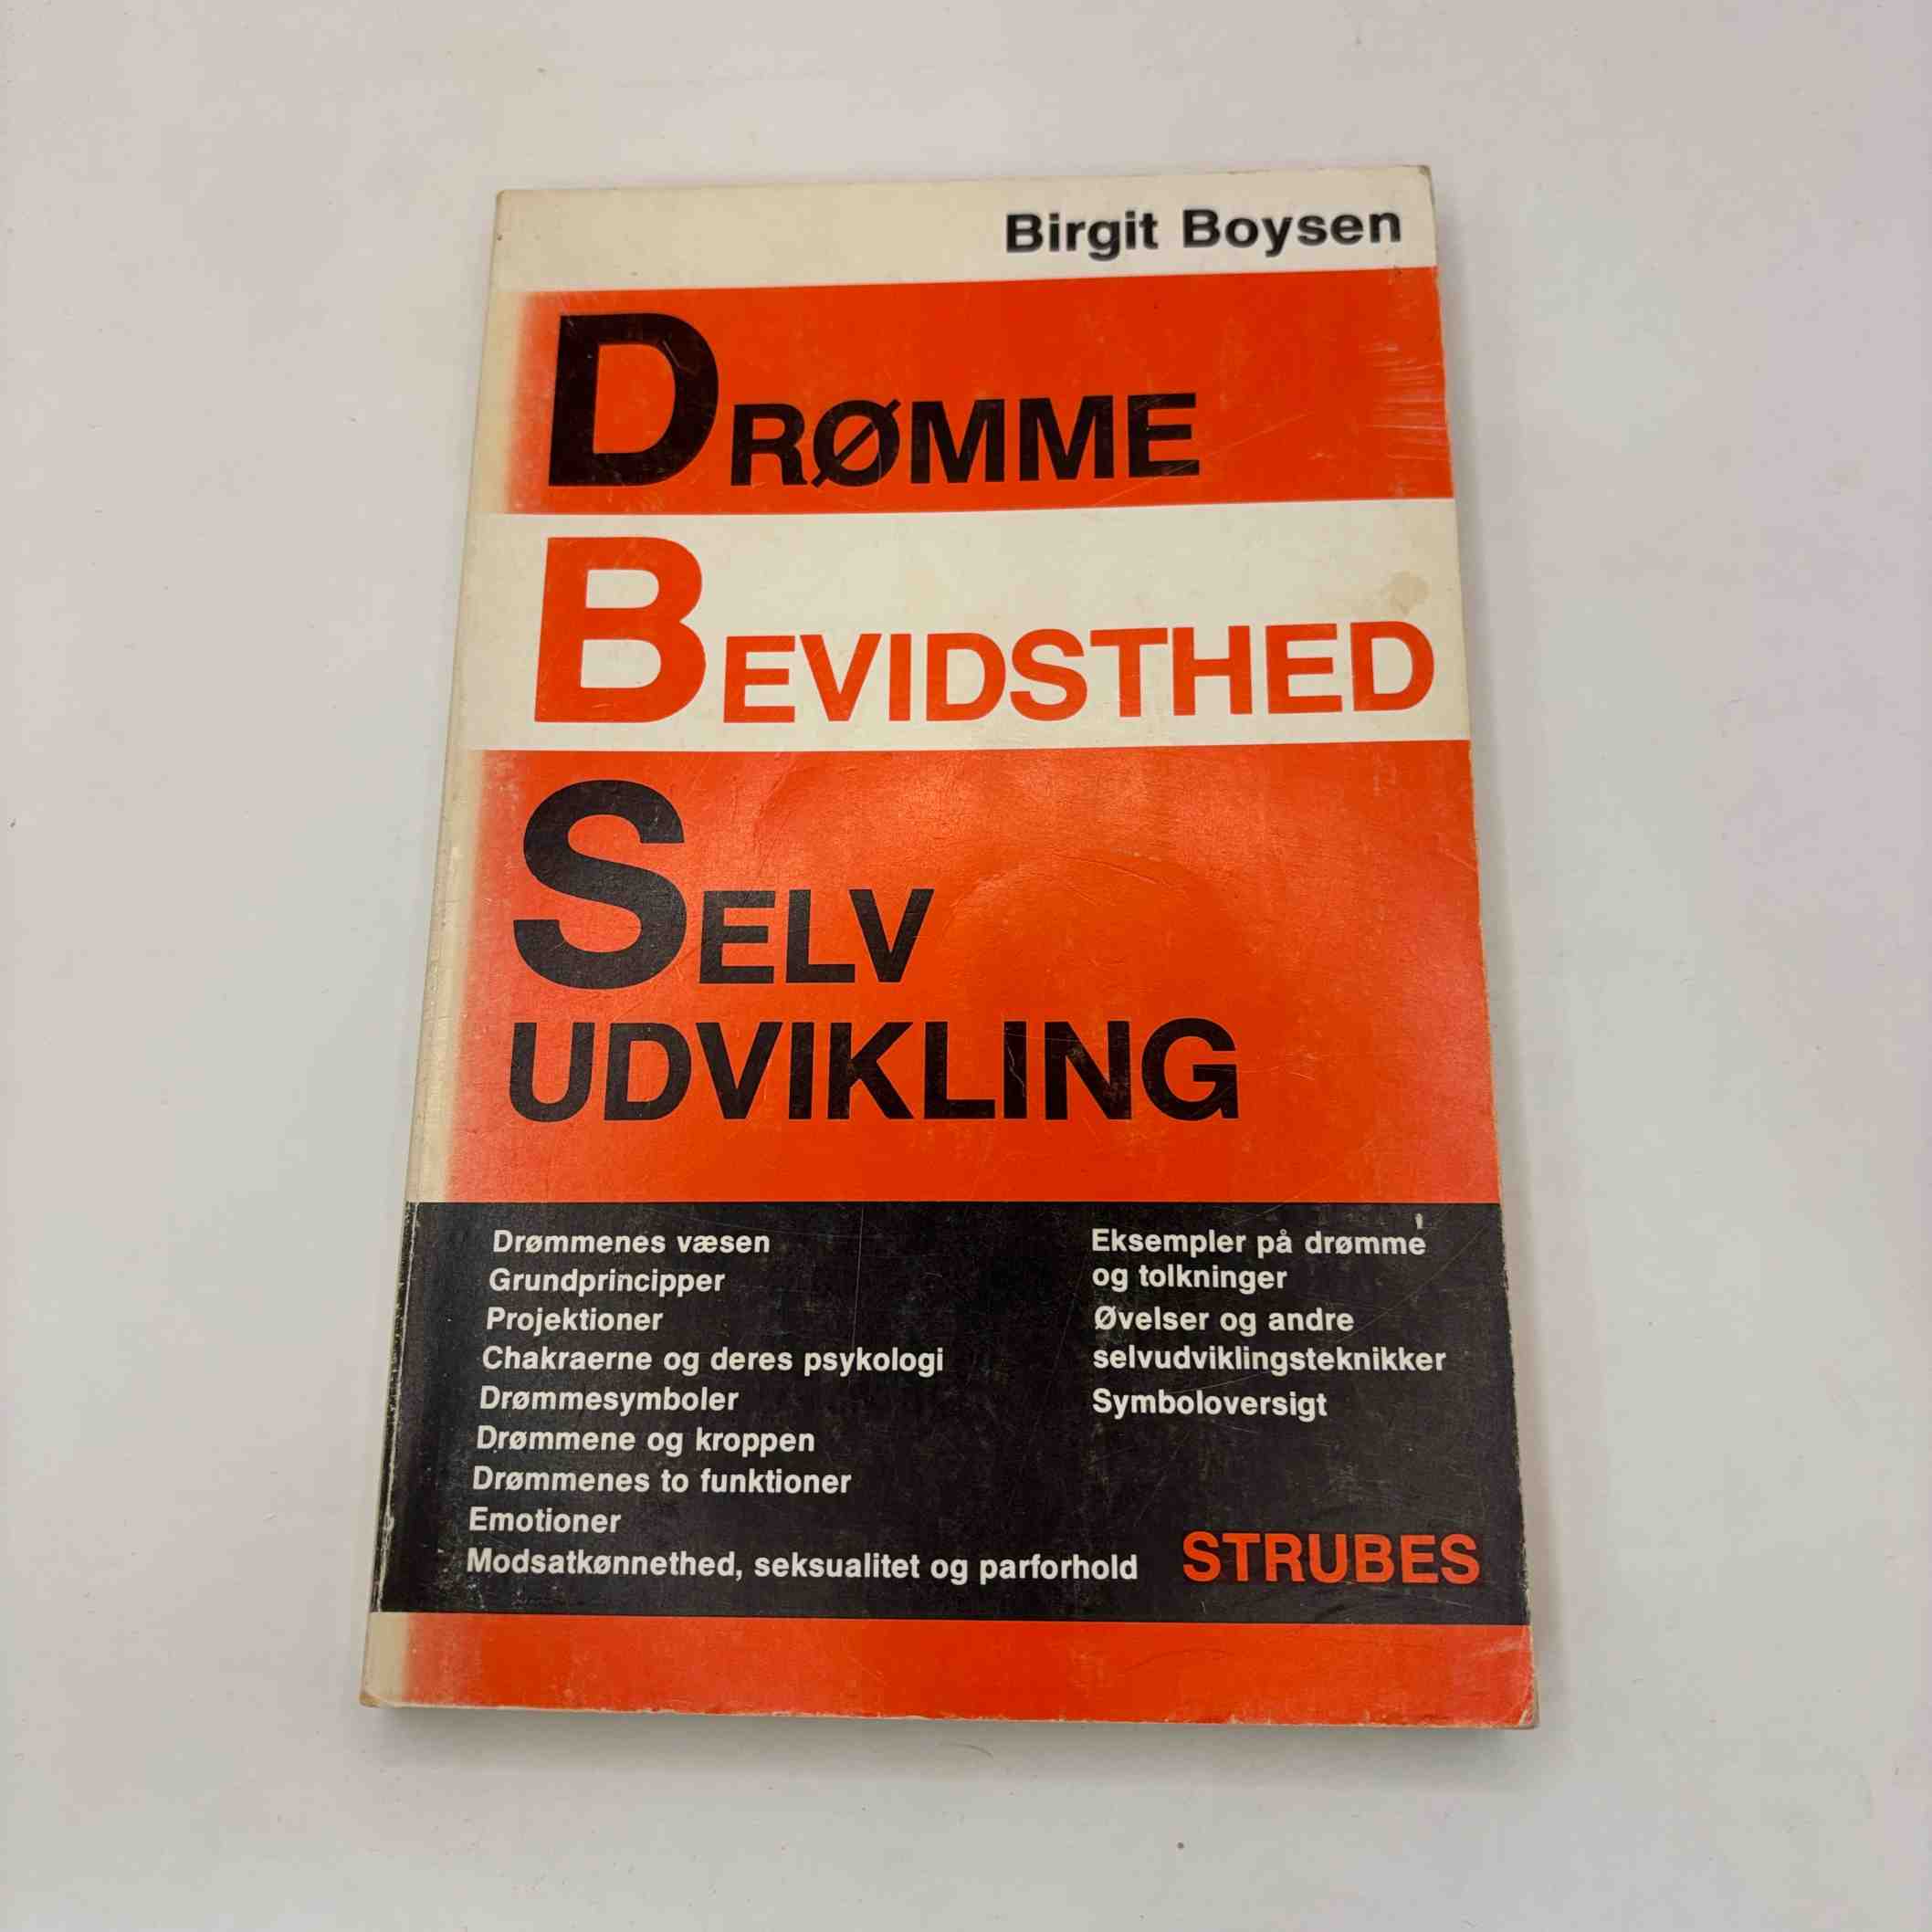 Birgit Boysen
DRØMME
BEVIDSTHED
SELV
UDVIKLING
Drømmenes væsen
Grundprincipper
Projektioner
Chakraerne og deres psykologi
Drømmesymboler
Drømmene og kroppen
Drømmenes to funktioner
Emotioner
Modsatkønnethed, seksualitet og parforhold
Eksempler på drømme
og tolkninger
Øvelser og andre
selvudviklingsteknikker
Symboloversigt
STRUBES